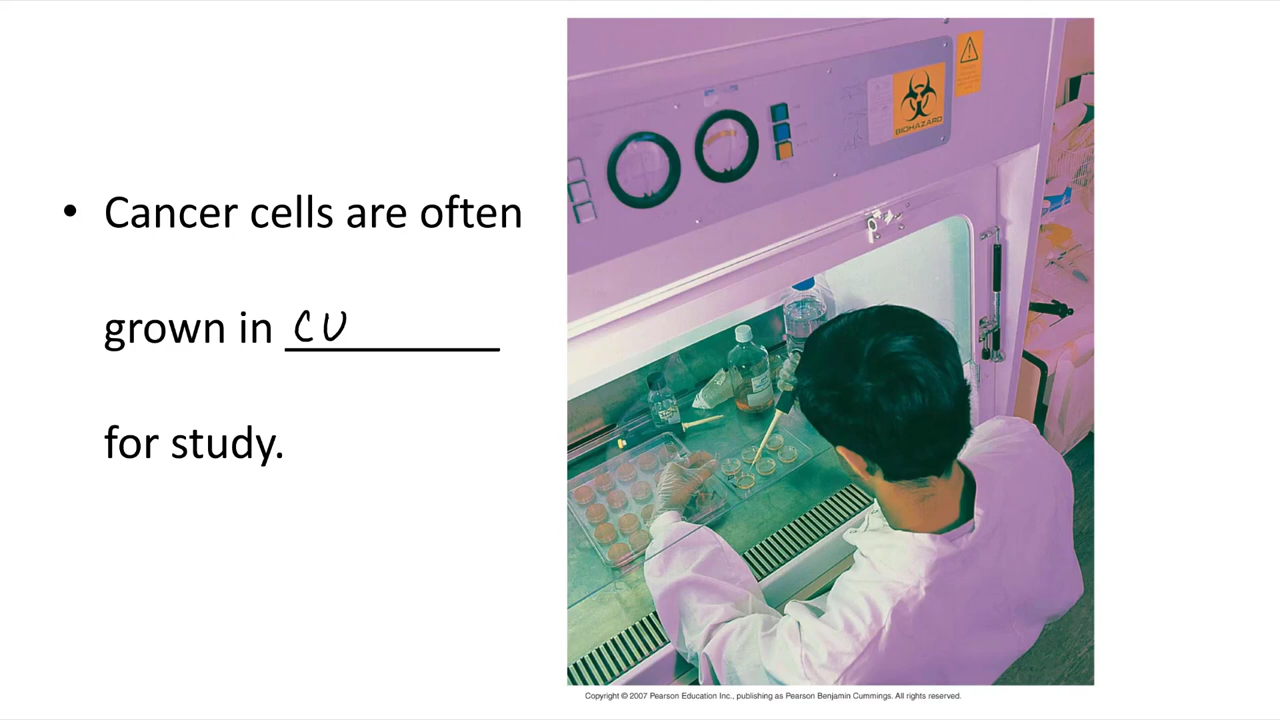 • Cancer cells are often
grown in CU
for study.
BIOHAZARD
Copyright © 2007 Pearson Education Inc., publishing as Pearson Benjamin Cummings. All rights reserved.